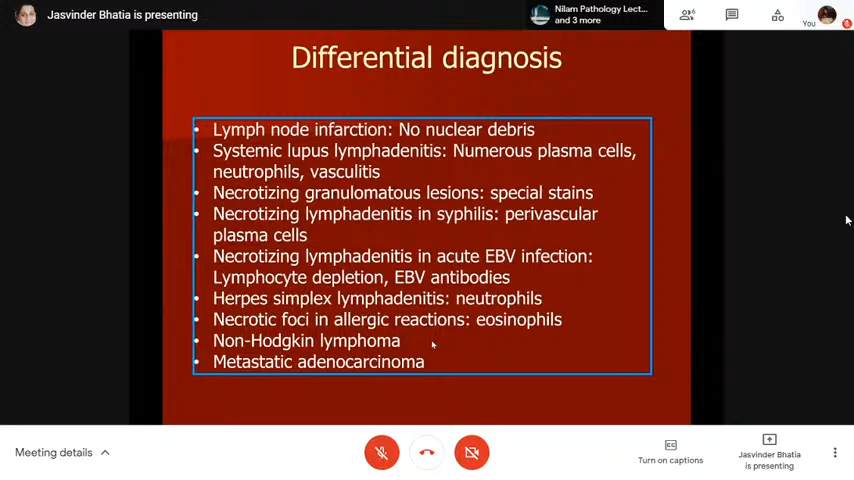 Jasvinder Bhatia is presenting
Nilam Pathology Lect...
and 3 more
6
You
Differential diagnosis
• Lymph node infarction: No nuclear debris
• Systemic lupus lymphadenitis: Numerous plasma cells,
neutrophils, vasculitis
• Necrotizing granulomatous lesions: special stains
• Necrotizing lymphadenitis in syphilis: perivascular
plasma cells
• Necrotizing lymphadenitis in acute EBV infection:
Lymphocyte depletion, EBV antibodies
• Herpes simplex lymphadenitis: neutrophils
• Necrotic foci in allergic reactions: eosinophils
• Non-Hodgkin lymphoma
• Metastatic adenocarcinoma
Meeting details
Turn on captions
Jasvinder Bhatia
is presenting